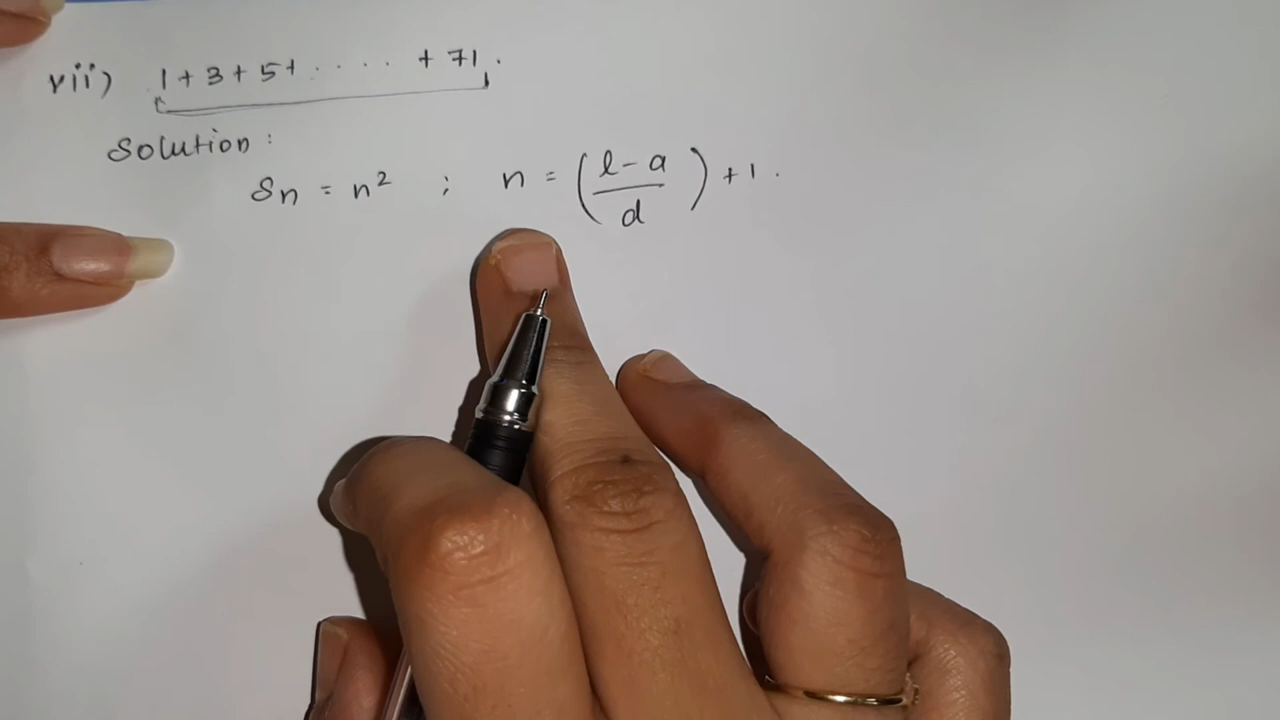 vii) 1 + 3 + 5 + ..... + 71.
Solution:
Sn = n² ; n = (l - a / d) + 1.